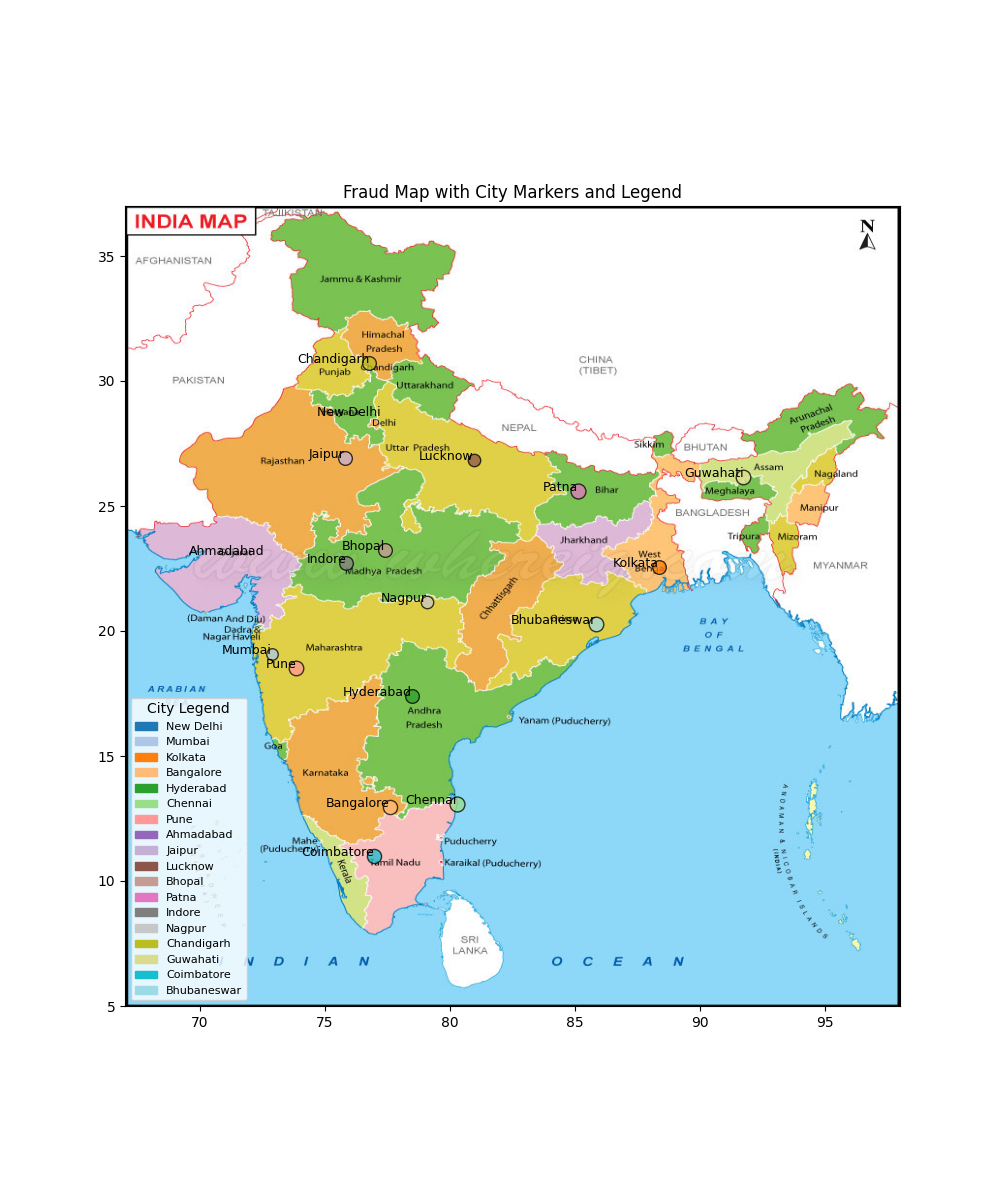 Fraud Map with City Markers and Legend
INDIA MAP
TAJIKISTAN
N
AFGHANISTAN
Jammu & Kashmir
35
Himachal
Pradesh
CHINA
(TIBET)
Chandigarh
Chandigarh
Punjab
PAKISTAN
30
Uttarakhand
New Delhi
Delhi
NEPAL
Arunachal
Pradesh
Sikkim
BHUTAN
Uttar Pradesh
Rajasthan
Jaipur
Lucknow
Guwahati
Assam
Nagaland
Patna
Bihar
Meghalaya
25
Manipur
BANGLADESH
Tripura
Mizoram
Jharkhand
Ahmadabad
Bhopal
Indore
Madhya Pradesh
West
Kolkata
MYANMAR
Nagpur
Chhattisgarh
(Daman And Diu)
Dadra &
Nagar Haveli
Bhubaneswar
20
BAY
OF
BENGAL
Maharashtra
Mumbai
Pune
ARABIAN
Hyderabad
Andhra
Pradesh
Yanam (Puducherry)
City Legend
New Delhi
Mumbai
Kolkata
Bangalore
Hyderabad
Chennai
Pune
Ahmadabad
Jaipur
Lucknow
Bhopal
Patna
Indore
Nagpur
Chandigarh
Guwahati
Coimbatore
Bhubaneswar
15
Goa
Karnataka
Bangalore
Chennai
Mahe
(Puducherry)
Puducherry
Coimbatore
Tamil Nadu
Karaikal (Puducherry)
Kerala
ANDAMAN & NICOBAR ISLANDS
(INDIA)
10
SRI
LANKA
INDIAN OCEAN
5
70 75 80 85 90 95